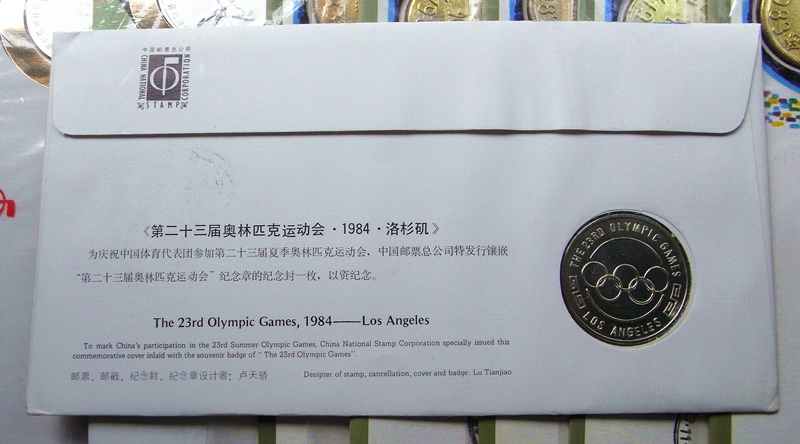 中国邮票总公司
CHINA NATIONAL
STAMP
CORPORATION
《第二十三届奥林匹克运动会·1984·洛杉矶》
为庆祝中国体育代表团参加第二十三届夏季奥林匹克运动会,中国邮票总公司特发行镶嵌
“第二十三届奥林匹克运动会”纪念章的纪念封一枚,以资纪念。
The 23rd Olympic Games, 1984——Los Angeles
To mark China's participation in the 23rd Summer Olympic Games, China National Stamp Corporation specially issued this
commemorative cover inlaid with the souvenir badge of " The 23rd Olympic Games".
邮票、邮戳、纪念封、纪念章设计者:卢天骄
Designer of stamp, cancellation, cover and badge: Lu Tianjiao
THE 23RD OLYMPIC GAMES
LOS ANGELES